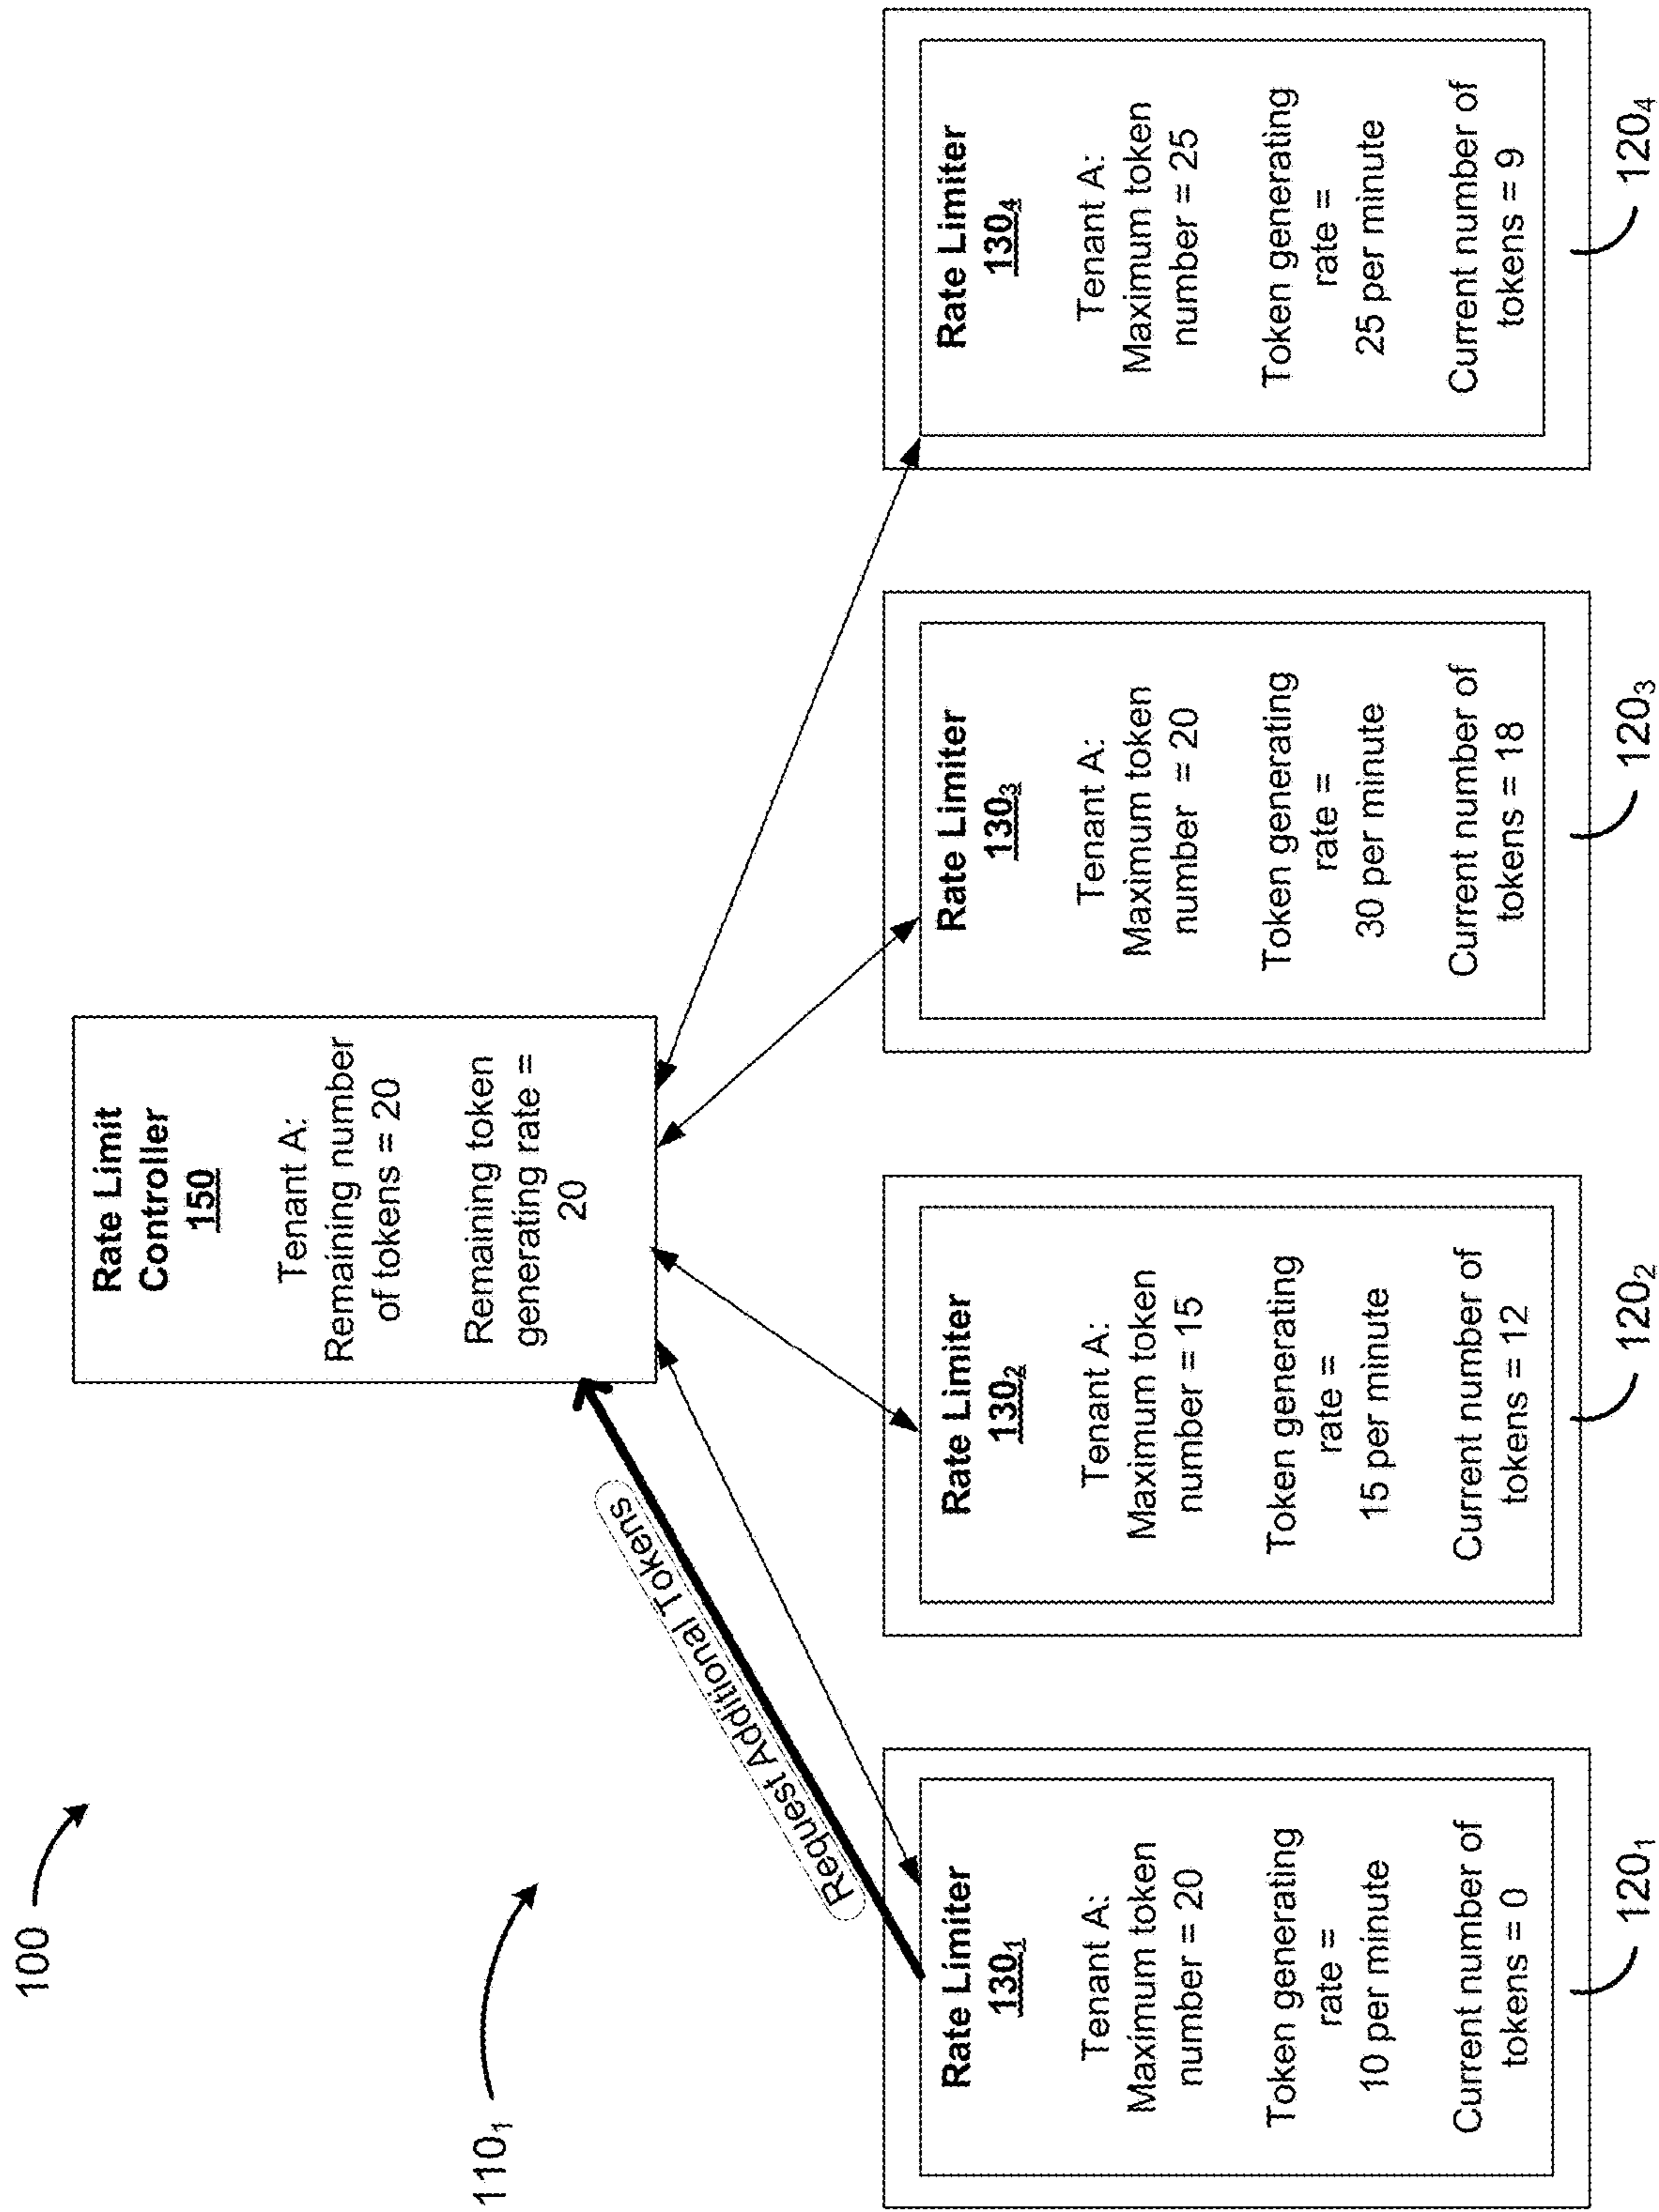 100
110₁
Rate Limit
Controller
150
Tenant A:
Remaining number
of tokens = 20
Remaining token
generating rate =
20
Request Additional Tokens
Rate Limiter
130₁
Tenant A:
Maximum token
number = 20
Token generating
rate =
10 per minute
Current number of
tokens = 0
120₁
Rate Limiter
130₂
Tenant A:
Maximum token
number = 15
Token generating
rate =
15 per minute
Current number of
tokens = 12
120₂
Rate Limiter
130₃
Tenant A:
Maximum token
number = 20
Token generating
rate =
30 per minute
Current number of
tokens = 18
120₃
Rate Limiter
130₄
Tenant A:
Maximum token
number = 25
Token generating
rate =
25 per minute
Current number of
tokens = 9
120₄